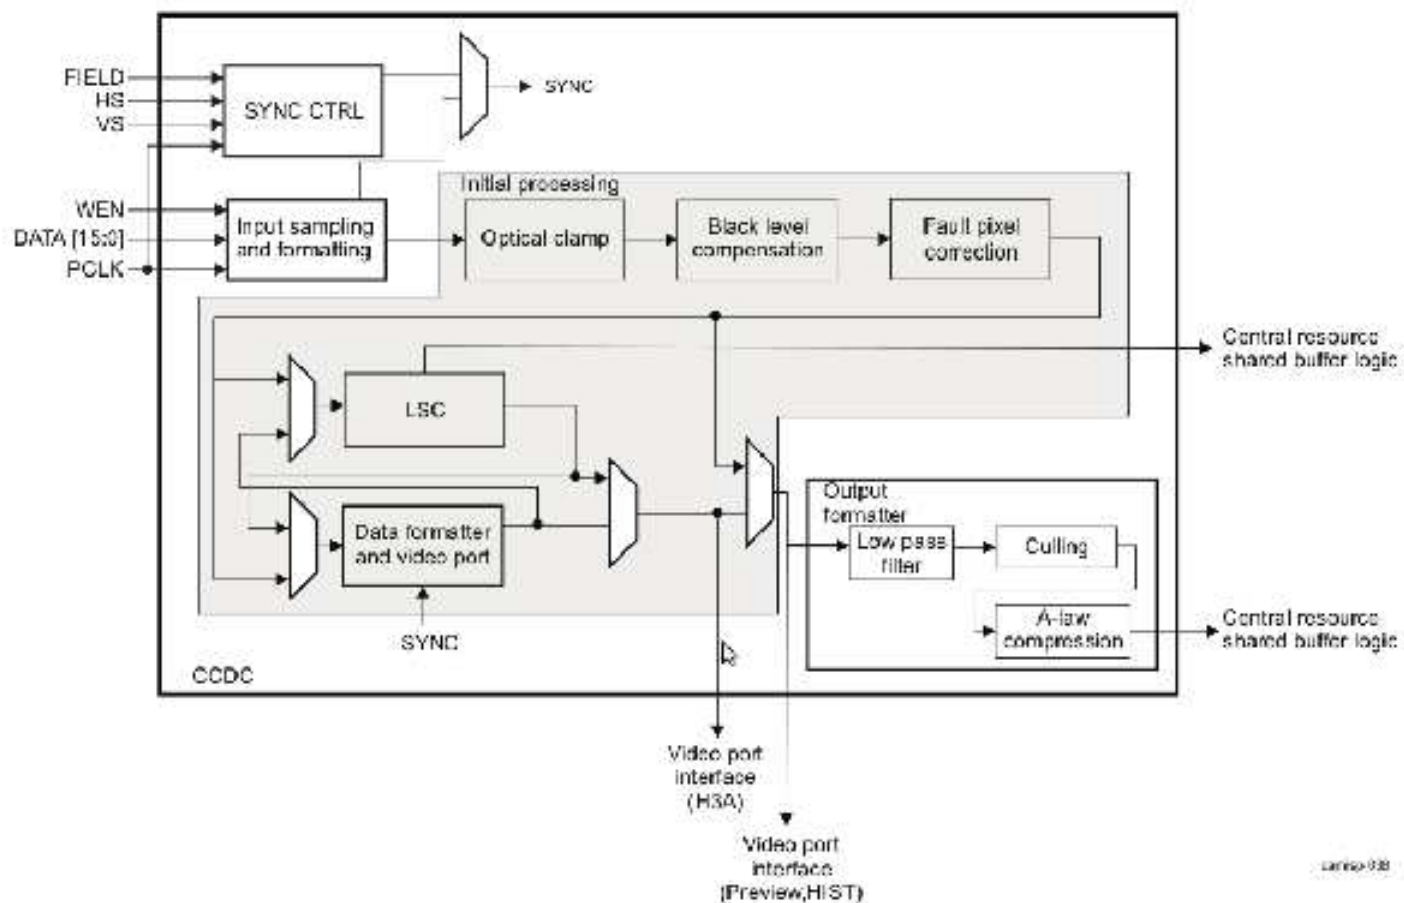 FIELD
HS
VS
SYNC CTRL
SYNC
WEN
DATA [15:0]
PCLK
Input sampling
and formatting
Initial processing
Optical clamp
Black level
compensation
Fault pixel
correction
Central resource
shared buffer logic
LSC
Data formatter
and video port
SYNC
Output
formatter
Low pass
filter
Culling
A-law
compression
Central resource
shared buffer logic
CCDC
Video port
interface
(H3A)
Video port
interface
(Preview,HIST)